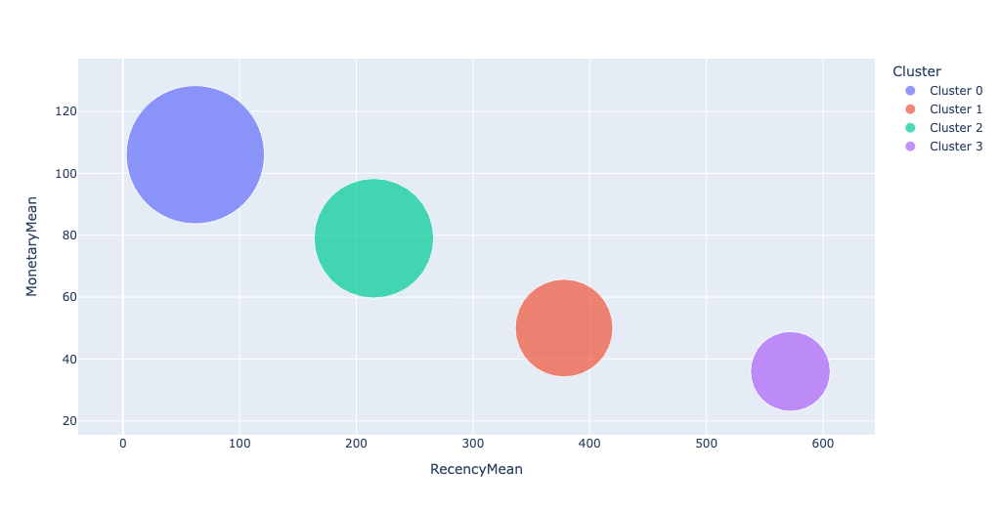 Cluster
Cluster 0
Cluster 1
Cluster 2
Cluster 3
MonetaryMean
120
100
80
60
40
20
0 100 200 300 400 500 600
RecencyMean